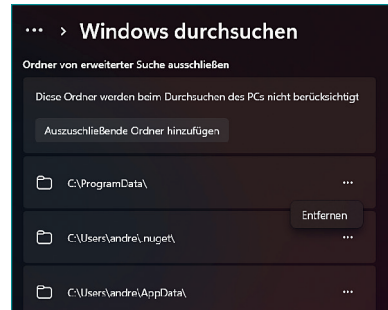 ... > Windows durchsuchen
Ordner von erweiterter Suche ausschließen
Diese Ordner werden beim Durchsuchen des PCs nicht berücksichtigt
Auszuschließende Ordner hinzufügen
C:\ProgramData\ ...
Entfernen
C:\Users\andre\.nuget\ ...
C:\Users\andre\AppData\ ...